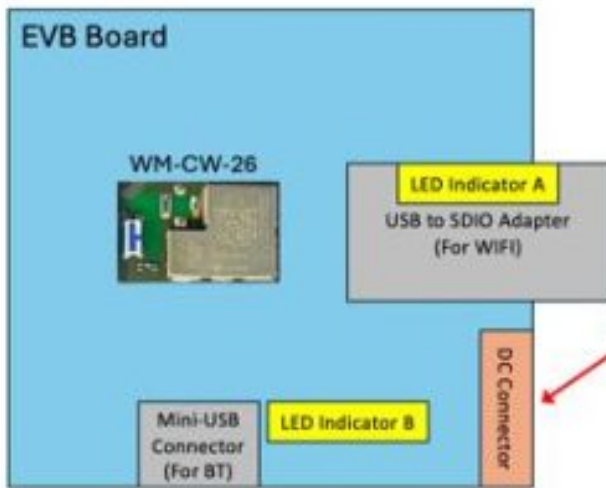 EVB Board
WM-CW-26
LED Indicator A
USB to SDIO Adapter
(For WIFI)
DC Connector
Mini-USB
Connector
(For BT)
LED Indicator B